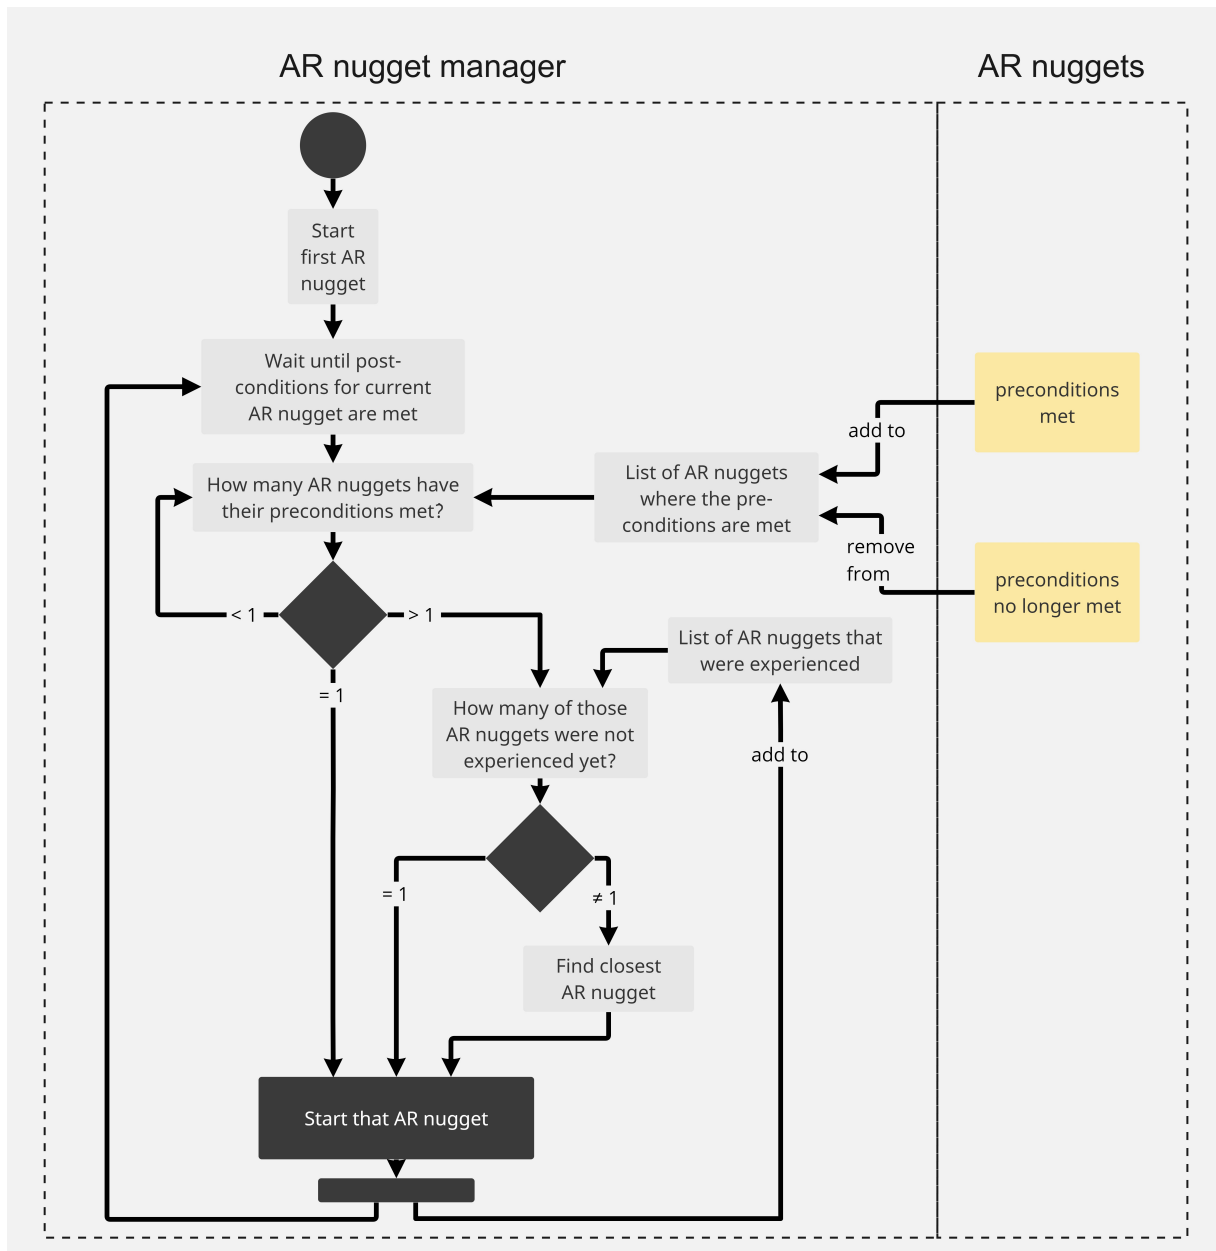 AR nugget manager
AR nuggets
Start
first AR
nugget
Wait until post-
conditions for current
AR nugget are met
preconditions
met
add to
How many AR nuggets have
their preconditions met?
List of AR nuggets
where the pre-
conditions are met
remove
from
preconditions
no longer met
< 1
> 1
= 1
List of AR nuggets that
were experienced
How many of those
AR nuggets were not
experienced yet?
add to
= 1
≠ 1
Find closest
AR nugget
Start that AR nugget